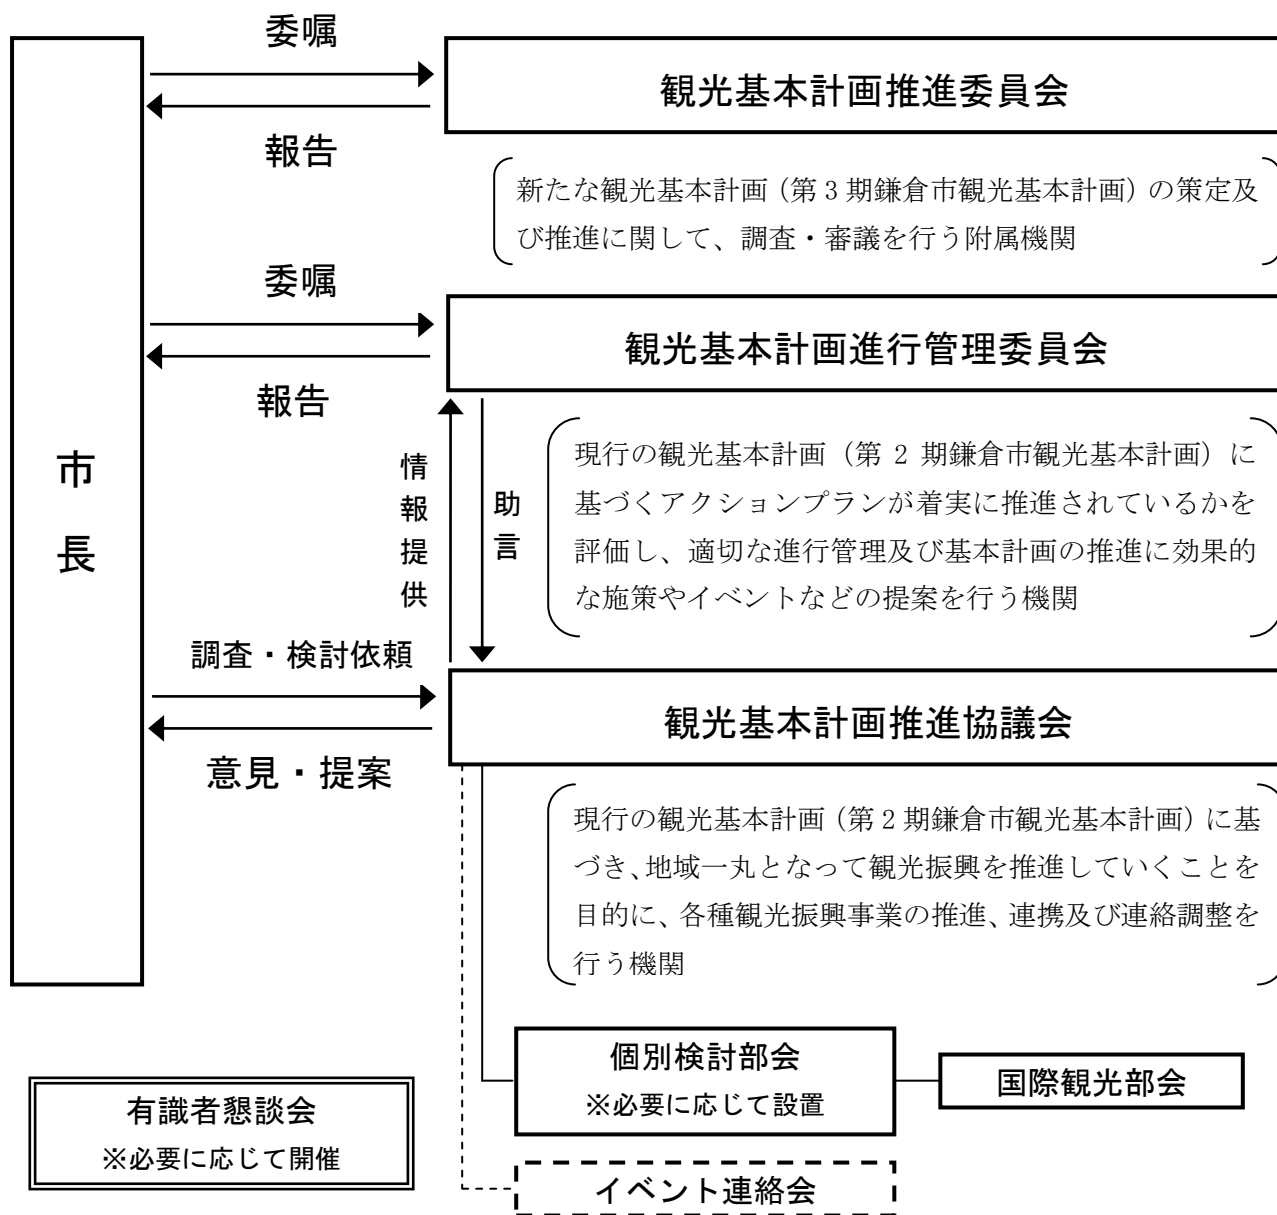 委嘱
観光基本計画推進委員会
報告
新たな観光基本計画（第3期鎌倉市観光基本計画）の策定及
び推進に関して、調査・審議を行う附属機関
委嘱
観光基本計画進行管理委員会
報告
市長
情報提供
助言
現行の観光基本計画（第2期鎌倉市観光基本計画）に
基づくアクションプランが着実に推進されているかを
評価し、適切な進行管理及び基本計画の推進に効果的
な施策やイベントなどの提案を行う機関
調査・検討依頼
観光基本計画推進協議会
意見・提案
現行の観光基本計画（第2期鎌倉市観光基本計画）に基
づき、地域一丸となって観光振興を推進していくことを
目的に、各種観光振興事業の推進、連携及び連絡調整を
行う機関
個別検討部会
※必要に応じて設置
国際観光部会
有識者懇談会
※必要に応じて開催
イベント連絡会